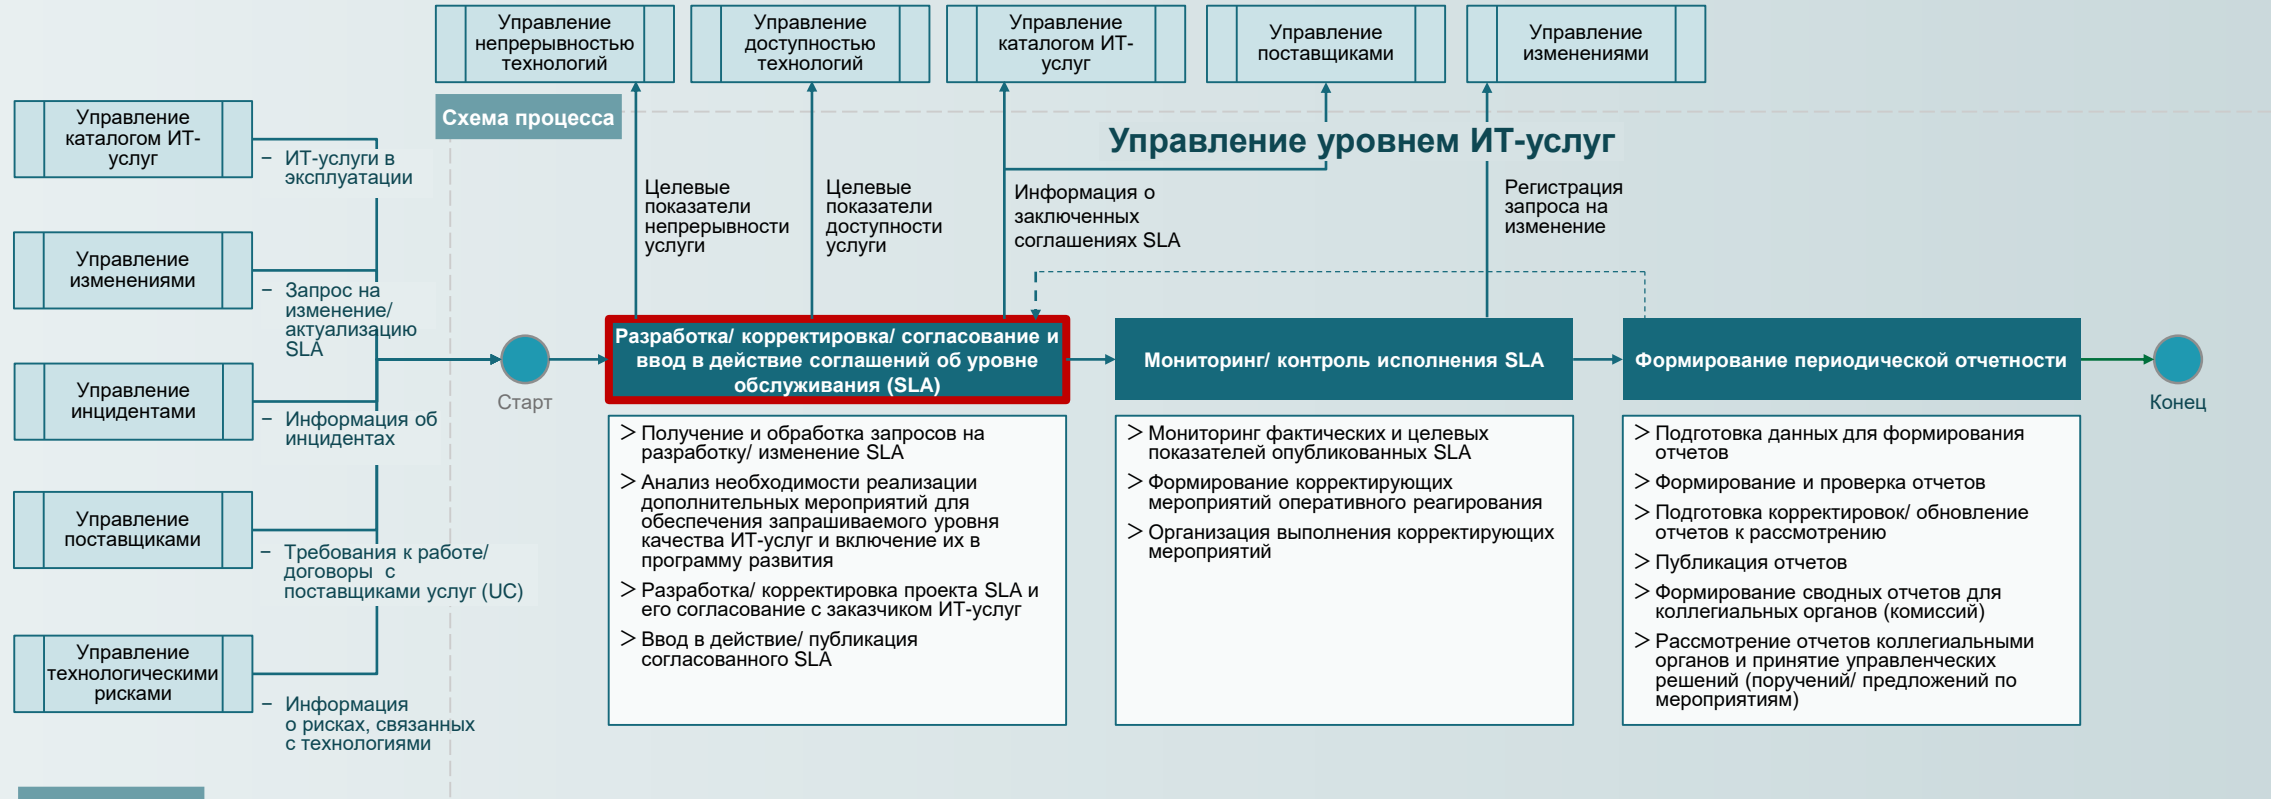 Управление
непрерывностью
технологий
Управление
доступностью
технологий
Управление
каталогом ИТ-
услуг
Управление
поставщиками
Управление
изменениями
Схема процесса
Управление уровнем ИТ-услуг
Управление
каталогом ИТ-
услуг
− ИТ-услуги в
эксплуатации
Управление
изменениями
− Запрос на
изменение/
актуализацию
SLA
Управление
инцидентами
− Информация об
инцидентах
Управление
поставщиками
− Требования к работе/
договоры с
поставщиками услуг (UC)
Управление
технологическими
рисками
− Информация
о рисках, связанных
с технологиями
Целевые
показатели
непрерывности
услуги
Целевые
показатели
доступности
услуги
Информация о
заключенных
соглашениях SLA
Регистрация
запроса на
изменение
Старт
Разработка/ корректировка/ согласование и
ввод в действие соглашений об уровне
обслуживания (SLA)
Мониторинг/ контроль исполнения SLA
Формирование периодической отчетности
Конец
> Получение и обработка запросов на
разработку/ изменение SLA
> Анализ необходимости реализации
дополнительных мероприятий для
обеспечения запрашиваемого уровня
качества ИТ-услуг и включение их в
программу развития
> Разработка/ корректировка проекта SLA и
его согласование с заказчиком ИТ-услуг
> Ввод в действие/ публикация
согласованного SLA
> Мониторинг фактических и целевых
показателей опубликованных SLA
> Формирование корректирующих
мероприятий оперативного реагирования
> Организация выполнения корректирующих
мероприятий
> Подготовка данных для формирования
отчетов
> Формирование и проверка отчетов
> Подготовка корректировок/ обновление
отчетов к рассмотрению
> Публикация отчетов
> Формирование сводных отчетов для
коллегиальных органов (комиссий)
> Рассмотрение отчетов коллегиальными
органов и принятие управленческих
решений (поручений/ предложений по
мероприятиям)